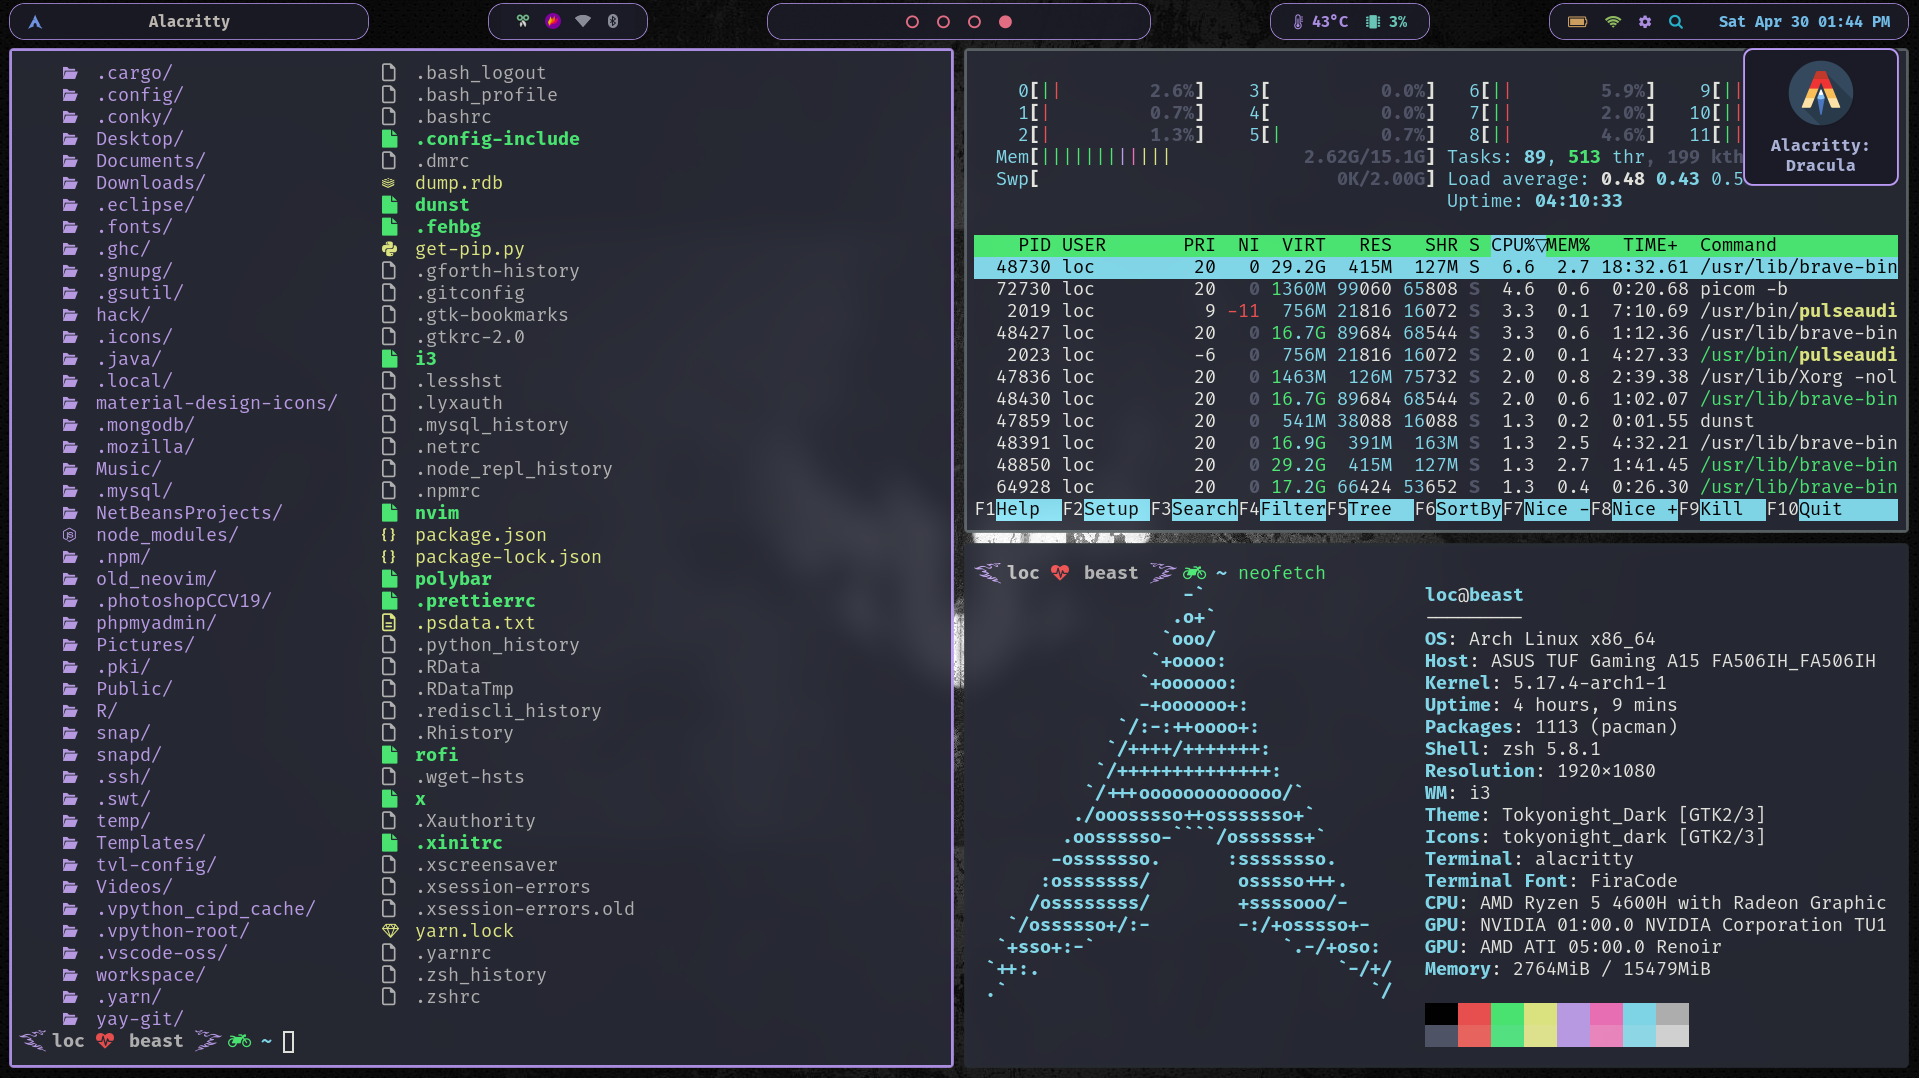 Alacritty
43°C 3%
Sat Apr 30 01:44 PM
.cargo/ .bash_logout
.config/ .bash_profile
.conky/ .bashrc
Desktop/ .config-include
Documents/ .dmrc
Downloads/ dump.rdb
.eclipse/ dunst
.fonts/ .fehbg
.ghc/ get-pip.py
.gnupg/ .gforth-history
.gsutil/ .gitconfig
hack/ .gtk-bookmarks
.icons/ .gtkrc-2.0
.java/ i3
.local/ .lesshst
material-design-icons/ .lyxauth
.mongodb/ .mysql_history
.mozilla/ .netrc
Music/ .node_repl_history
.mysql/ .npmrc
NetBeansProjects/ nvim
node_modules/ package.json
.npm/ package-lock.json
old_neovim/ polybar
.photoshopCCV19/ .prettierrc
phpmyadmin/ .psdata.txt
Pictures/ .python_history
.pki/ .RData
Public/ .RDataTmp
R/ .rediscli_history
snap/ .Rhistory
snapd/ rofi
.ssh/ .wget-hsts
.swt/ x
temp/ .Xauthority
Templates/ .xinitrc
tvl-config/ .xscreensaver
Videos/ .xsession-errors
.vpython_cipd_cache/ .xsession-errors.old
.vpython-root/ yarn.lock
.vscode-oss/ .yarnrc
workspace/ .zsh_history
.yarn/ .zshrc
yay-git/
loc beast ~
0[|| 2.6%] 3[ 0.0%] 6[|| 5.9%] 9[||
1[| 0.7%] 4[ 0.0%] 7[|| 2.0%] 10[||
2[| 1.3%] 5[| 0.7%] 8[|| 4.6%] 11[||
Mem[|||||||||||| 2.62G/15.1G] Tasks: 89, 513 thr, 199 kth
Swp[ 0K/2.00G] Load average: 0.48 0.43 0.5
Uptime: 04:10:33
Alacritty:
Dracula
PID USER PRI NI VIRT RES SHR S CPU%▽MEM% TIME+ Command
48730 loc 20 0 29.2G 415M 127M S 6.6 2.7 18:32.61 /usr/lib/brave-bin
72730 loc 20 0 1360M 99060 65808 S 4.6 0.6 0:20.68 picom -b
2019 loc 9 -11 756M 21816 16072 S 3.3 0.1 7:10.69 /usr/bin/pulseaudi
48427 loc 20 0 16.7G 89684 68544 S 3.3 0.6 1:12.36 /usr/lib/brave-bin
2023 loc -6 0 756M 21816 16072 S 2.0 0.1 4:27.33 /usr/bin/pulseaudi
47836 loc 20 0 1463M 126M 75732 S 2.0 0.8 2:39.38 /usr/lib/Xorg -nol
48430 loc 20 0 16.7G 89684 68544 S 2.0 0.6 1:02.07 /usr/lib/brave-bin
47859 loc 20 0 541M 38088 16088 S 1.3 0.2 0:01.55 dunst
48391 loc 20 0 16.9G 391M 163M S 1.3 2.5 4:32.21 /usr/lib/brave-bin
48850 loc 20 0 29.2G 415M 127M S 1.3 2.7 1:41.45 /usr/lib/brave-bin
64928 loc 20 0 17.2G 66424 53652 S 1.3 0.4 0:26.30 /usr/lib/brave-bin
F1Help F2Setup F3SearchF4FilterF5Tree F6SortByF7Nice -F8Nice +F9Kill F10Quit
loc beast ~ neofetch
-`
.o+`
`ooo/
`+oooo:
`+oooooo:
-+oooooo+:
`/:-:++oooo+:
`/++++/+++++++:
`/++++++++++++++:
`/+++ooooooooooooo/`
./ooosssso++osssssso+`
.oossssso-````/ossssss+`
-osssssso. :ssssssso.
:osssssss/ osssso+++.
/ossssssss/ +ssssooo/-
`/ossssso+/:- -:/+osssso+-
`+sso+:-` `.-/+oso:
`++:. `-/+/
.` `/
loc@beast
---------
OS: Arch Linux x86_64
Host: ASUS TUF Gaming A15 FA506IH_FA506IH
Kernel: 5.17.4-arch1-1
Uptime: 4 hours, 9 mins
Packages: 1113 (pacman)
Shell: zsh 5.8.1
Resolution: 1920×1080
WM: i3
Theme: Tokyonight_Dark [GTK2/3]
Icons: tokyonight_dark [GTK2/3]
Terminal: alacritty
Terminal Font: FiraCode
CPU: AMD Ryzen 5 4600H with Radeon Graphic
GPU: NVIDIA 01:00.0 NVIDIA Corporation TU1
GPU: AMD ATI 05:00.0 Renoir
Memory: 2764MiB / 15479MiB